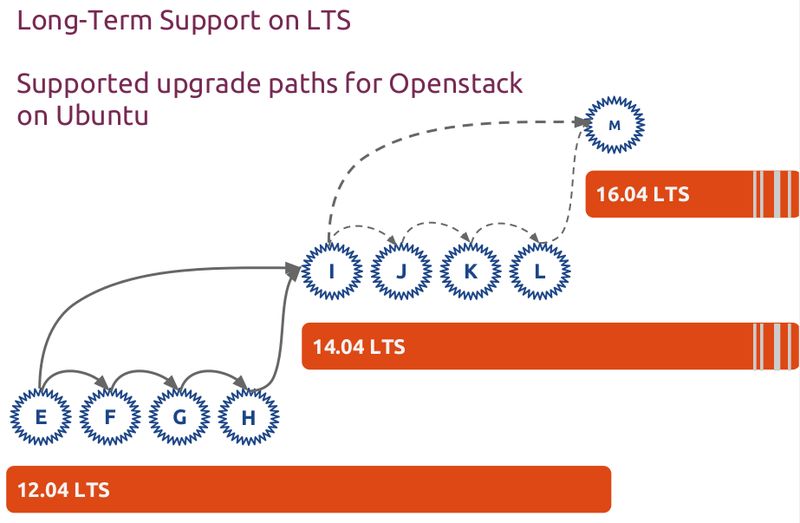 Long-Term Support on LTS
Supported upgrade paths for Openstack
on Ubuntu
M
16.04 LTS
I J K L
14.04 LTS
E F G H
12.04 LTS